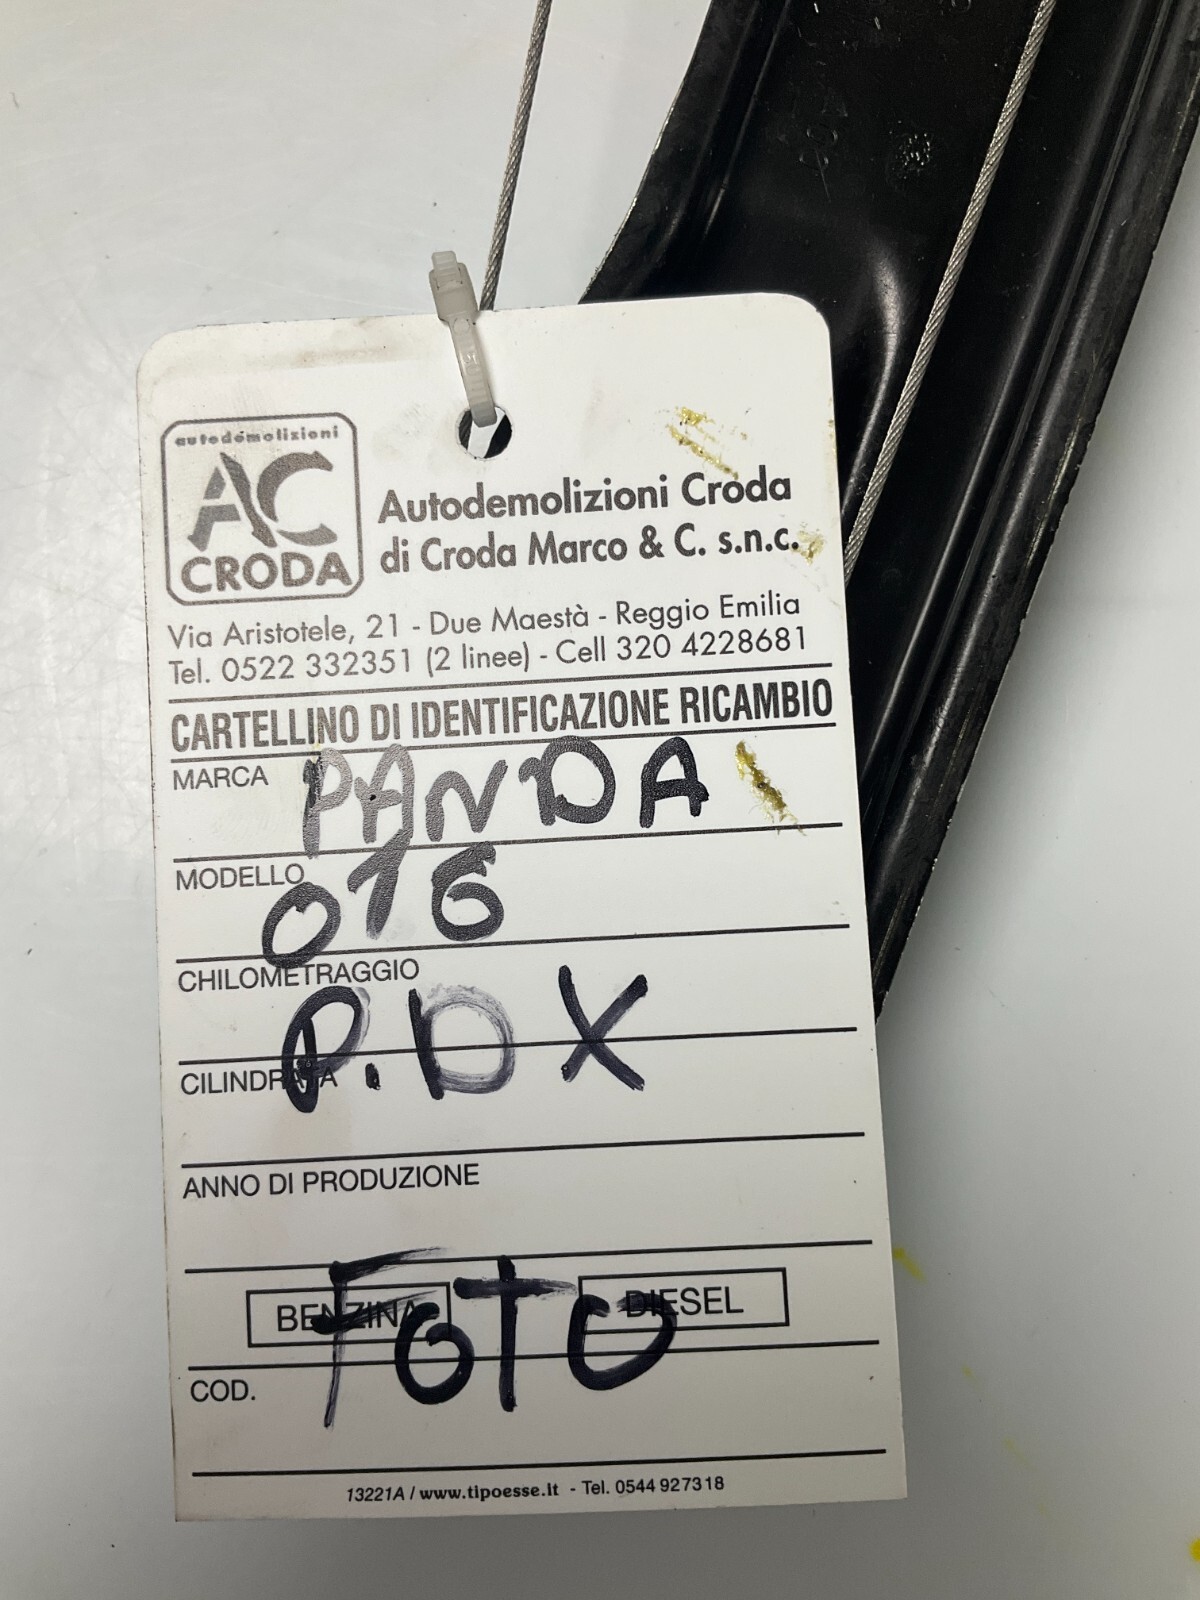 autodemolizioni
AC
CRODA
Autodemolizioni Croda
di Croda Marco & C. s.n.c.
Via Aristotele, 21 - Due Maestà - Reggio Emilia
Tel. 0522 332351 (2 linee) - Cell 320 4228681
CARTELLINO DI IDENTIFICAZIONE RICAMBIO
MARCA PANDA
MODELLO 016
CHILOMETRAGGIO
P.DX
CILINDRATA
ANNO DI PRODUZIONE
BENZINA DIESEL
FOTO
COD.
13221A / www.tipoesse.it - Tel. 0544 927318